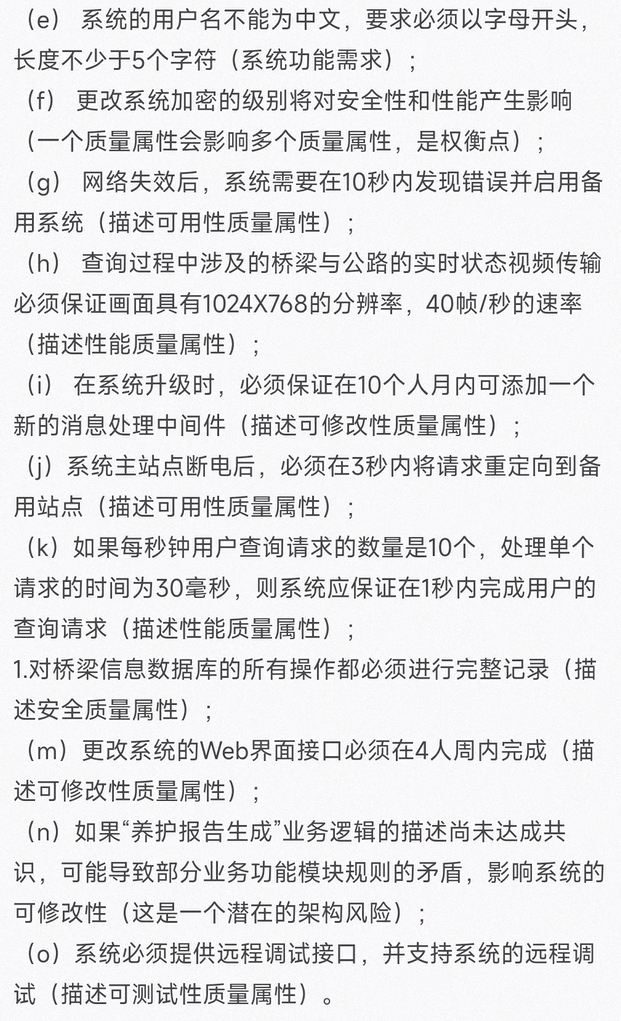 （e） 系统的用户名不能为中文，要求必须以字母开头，
长度不少于5个字符（系统功能需求）；
（f） 更改系统加密的级别将对安全性和性能产生影响
（一个质量属性会影响多个质量属性，是权衡点）；
（g） 网络失效后，系统需要在10秒内发现错误并启用备
用系统（描述可用性质量属性）；
（h） 查询过程中涉及的桥梁与公路的实时状态视频传输
必须保证画面具有1024X768的分辨率，40帧/秒的速率
（描述性能质量属性）；
（i） 在系统升级时，必须保证在10个人月内可添加一个
新的消息处理中间件（描述可修改性质量属性）；
（j）系统主站点断电后，必须在3秒内将请求重定向到备
用站点（描述可用性质量属性）；
（k）如果每秒钟用户查询请求的数量是10个，处理单个
请求的时间为30毫秒，则系统应保证在1秒内完成用户的
查询请求（描述性能质量属性）；
1.对桥梁信息数据库的所有操作都必须进行完整记录（描
述安全质量属性）；
（m）更改系统的Web界面接口必须在4人周内完成（描
述可修改性质量属性）；
（n）如果“养护报告生成”业务逻辑的描述尚未达成共
识，可能导致部分业务功能模块规则的矛盾，影响系统的
可修改性（这是一个潜在的架构风险）；
（o）系统必须提供远程调试接口，并支持系统的远程调
试（描述可测试性质量属性）。